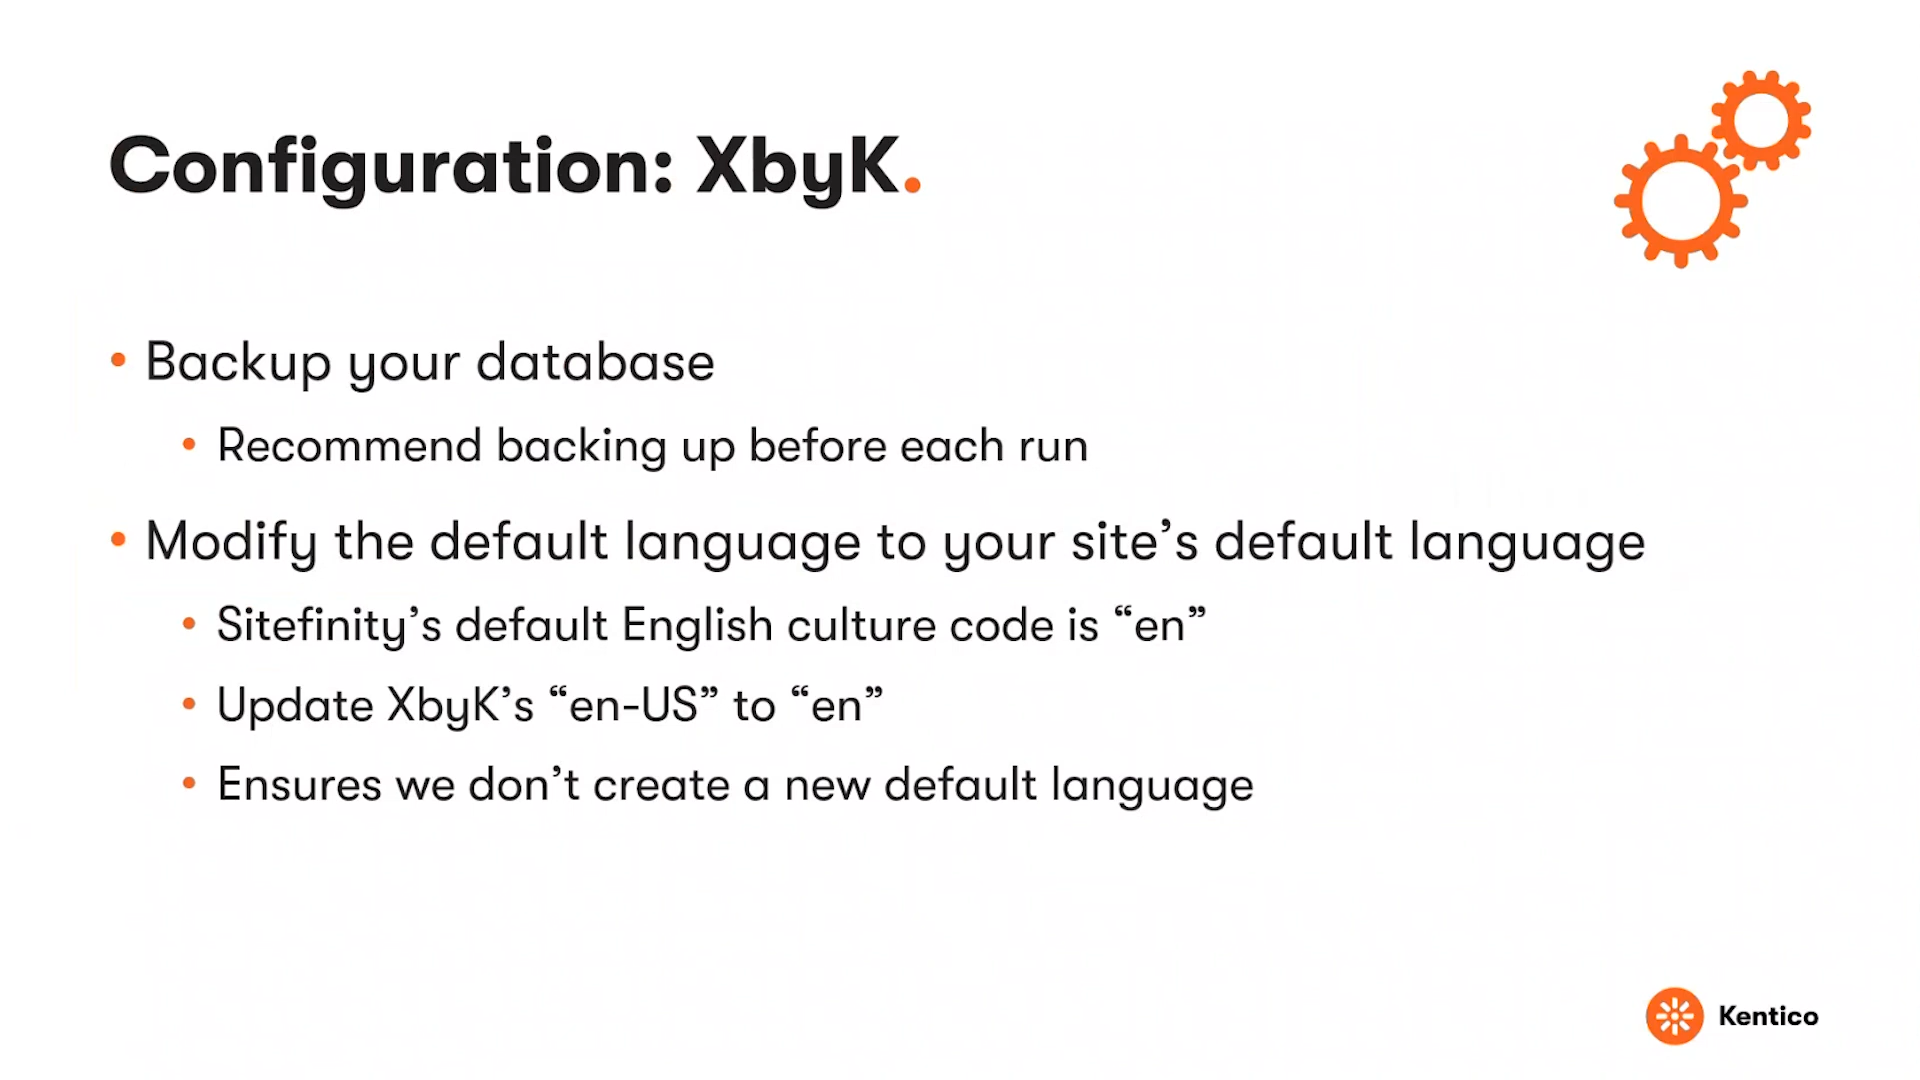 Configuration: XbyK.
• Backup your database
• Recommend backing up before each run
• Modify the default language to your site’s default language
• Sitefinity’s default English culture code is “en”
• Update XbyK’s “en-US” to “en”
• Ensures we don’t create a new default language
Kentico